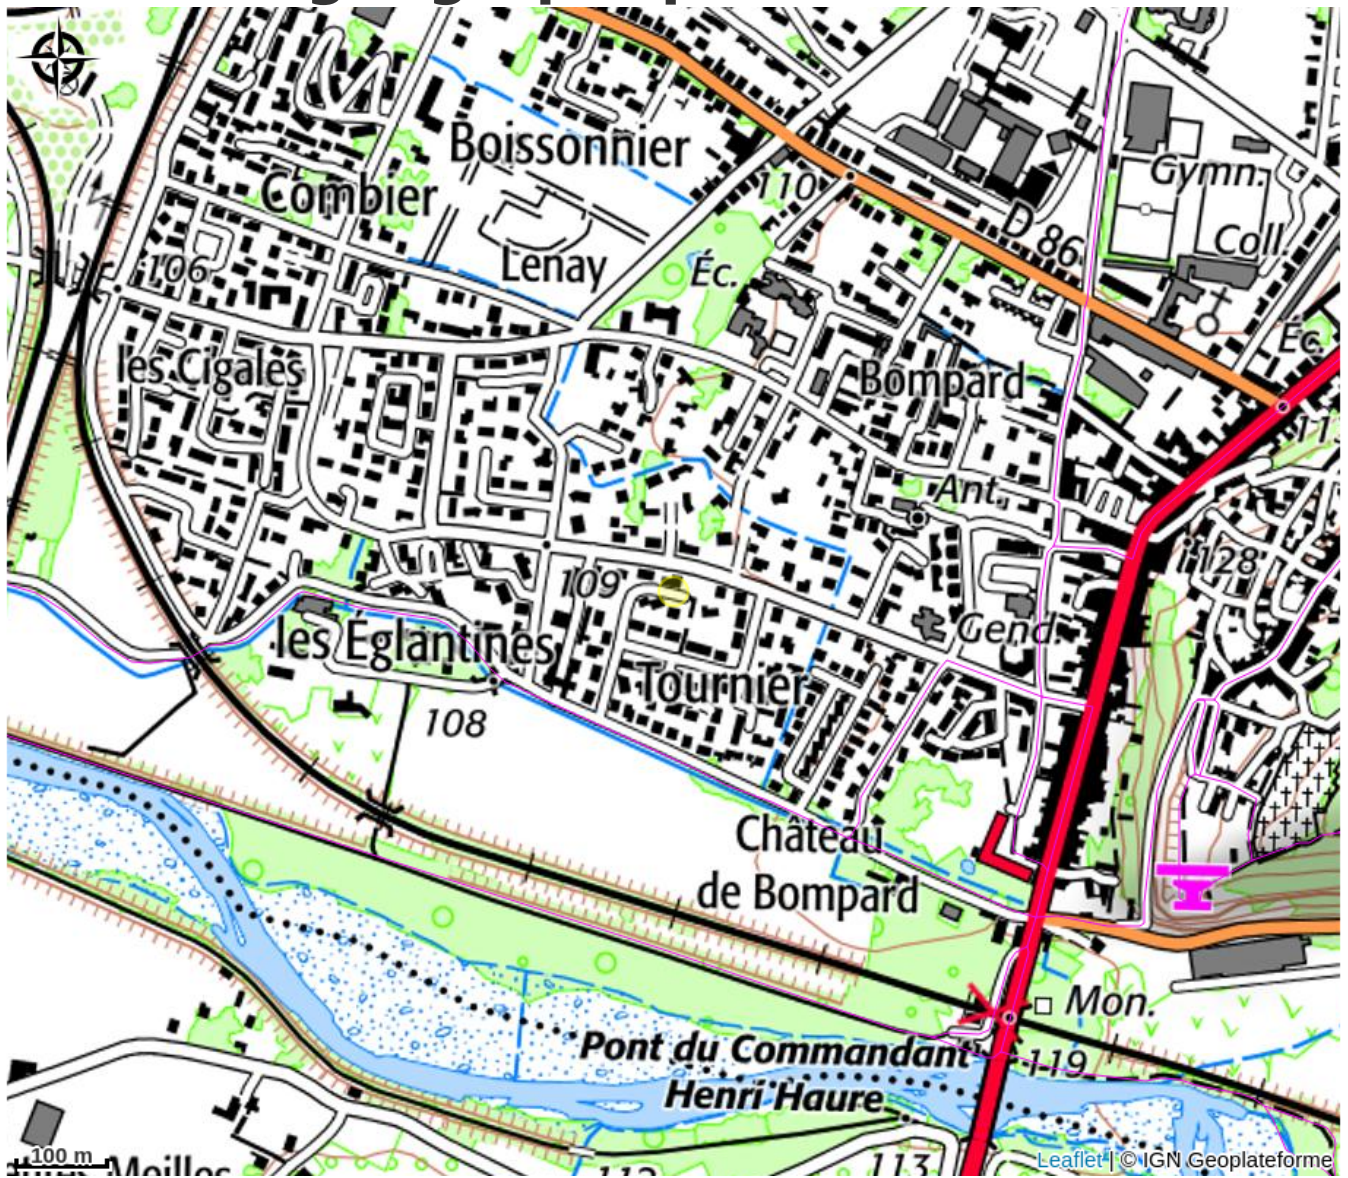 Boissonnier
Combier
110
Gymn.
D 86
Coll.
Lenay
Éc.
106
Éc.
les Cigales
Bompard
Ant.
128
109
Gend.
les Églantines
Tournier
108
Château
de Bompard
Mon.
Pont du Commandant
119
Henri Haure
100 m
113
Leaflet | © IGN Geoplateforme